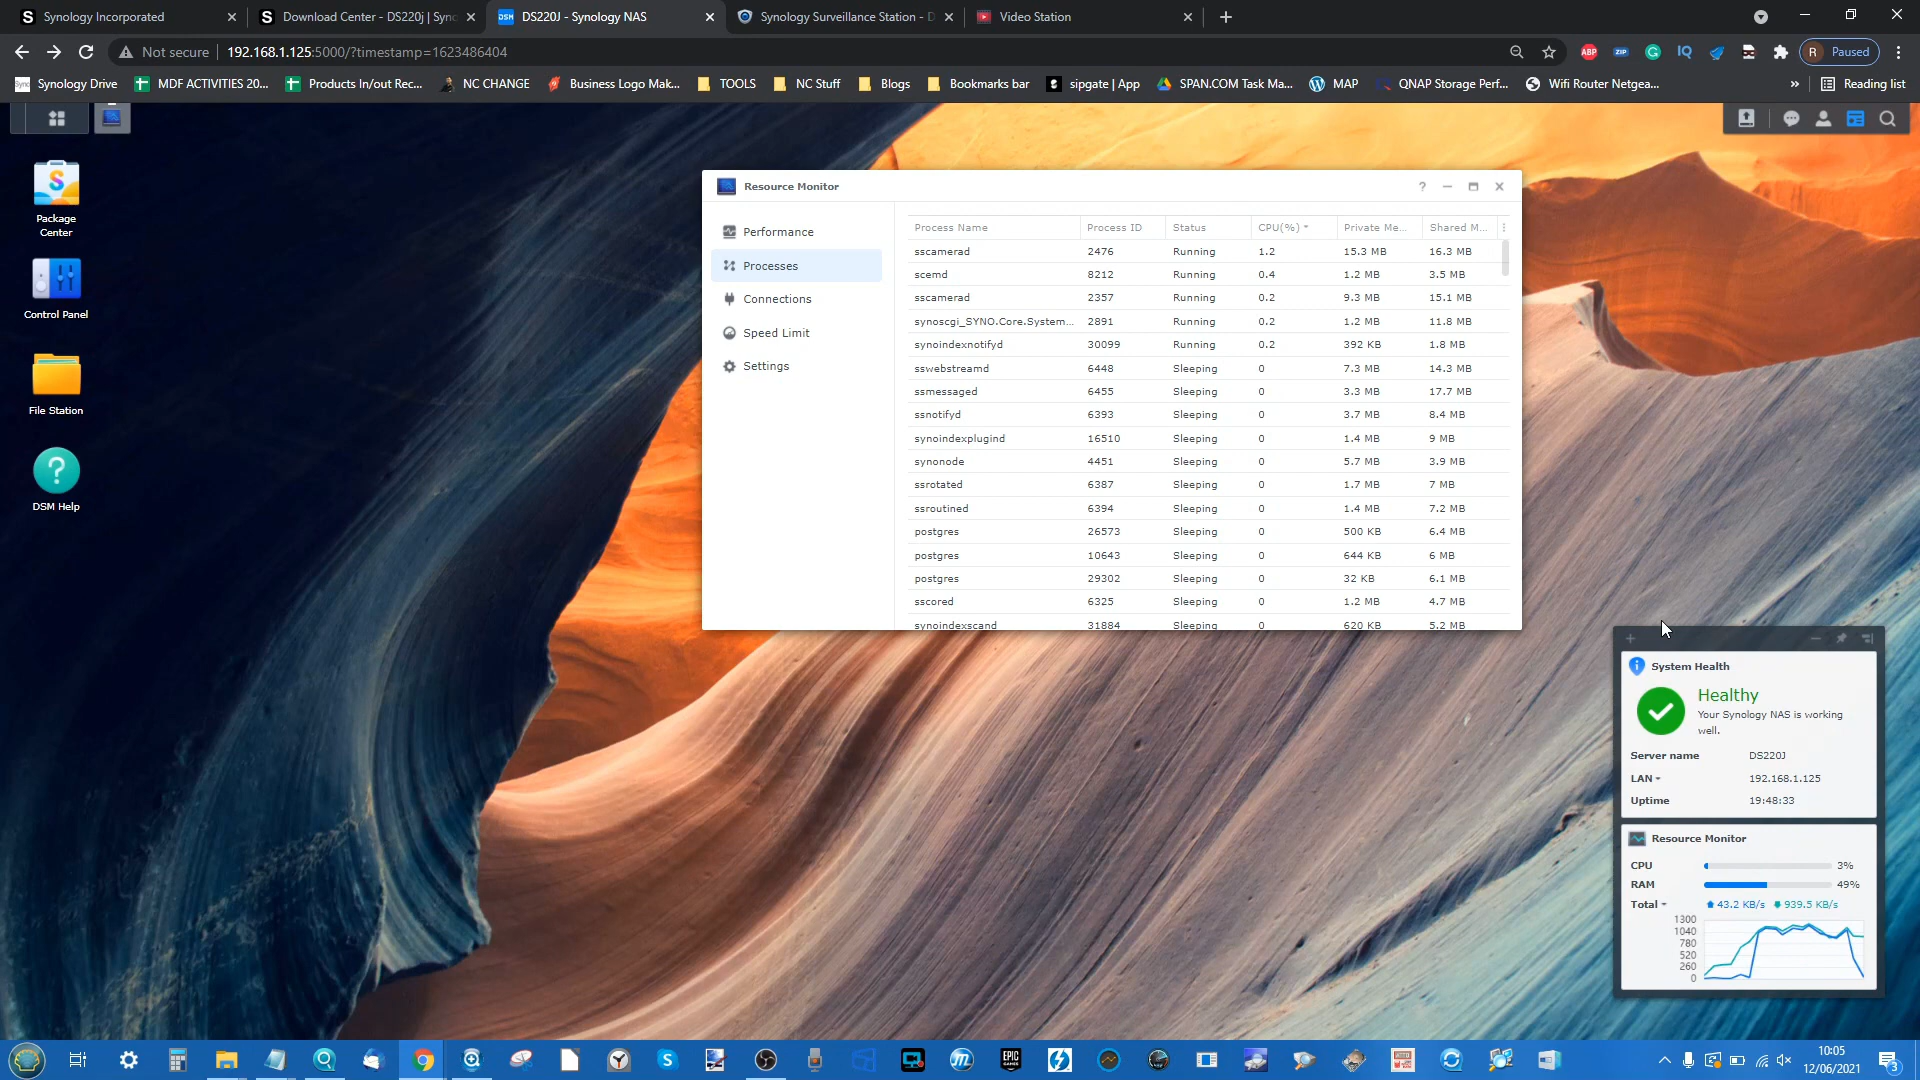 Synology Incorporated
Download Center - DS220j | Sync
DS220J - Synology NAS
Synology Surveillance Station - D
Video Station
Not secure
192.168.1.125:5000/?timestamp=1623486404
Paused
Synology Drive
MDF ACTIVITIES 20...
Products In/out Rec...
NC CHANGE
Business Logo Mak...
TOOLS
NC Stuff
Blogs
Bookmarks bar
sipgate | App
SPAN.COM Task Ma...
MAP
QNAP Storage Perf...
Wifi Router Netgea...
Reading list
Package
Center
Control Panel
File Station
DSM Help
Resource Monitor
Performance
Processes
Connections
Speed Limit
Settings
Process Name Process ID Status CPU(%) Private Me... Shared M...
sscamerad 2476 Running 1.2 15.3 MB 16.3 MB
scemd 8212 Running 0.4 1.2 MB 3.5 MB
sscamerad 2357 Running 0.2 9.3 MB 15.1 MB
synoscgi_SYNO.Core.System... 2891 Running 0.2 1.2 MB 11.8 MB
synoindexnotifyd 30099 Running 0.2 392 KB 1.8 MB
sswebstreamd 6448 Sleeping 0 7.3 MB 14.3 MB
ssmessaged 6455 Sleeping 0 3.3 MB 17.7 MB
ssnotifyd 6393 Sleeping 0 3.7 MB 8.4 MB
synoindexplugind 16510 Sleeping 0 1.4 MB 9 MB
synonode 4451 Sleeping 0 5.7 MB 3.9 MB
ssrotated 6387 Sleeping 0 1.7 MB 7 MB
ssroutined 6394 Sleeping 0 1.4 MB 7.2 MB
postgres 26573 Sleeping 0 500 KB 6.4 MB
postgres 10643 Sleeping 0 644 KB 6 MB
postgres 29302 Sleeping 0 32 KB 6.1 MB
sscored 6325 Sleeping 0 1.2 MB 4.7 MB
synoindexscand 31884 Sleeping 0 620 KB 5.2 MB
System Health
Healthy
Your Synology NAS is working
well.
Server name DS220J
LAN 192.168.1.125
Uptime 19:48:33
Resource Monitor
CPU 3%
RAM 49%
Total 43.2 KB/s 939.5 KB/s
1300
1040
780
520
260
0
10:05
12/06/2021